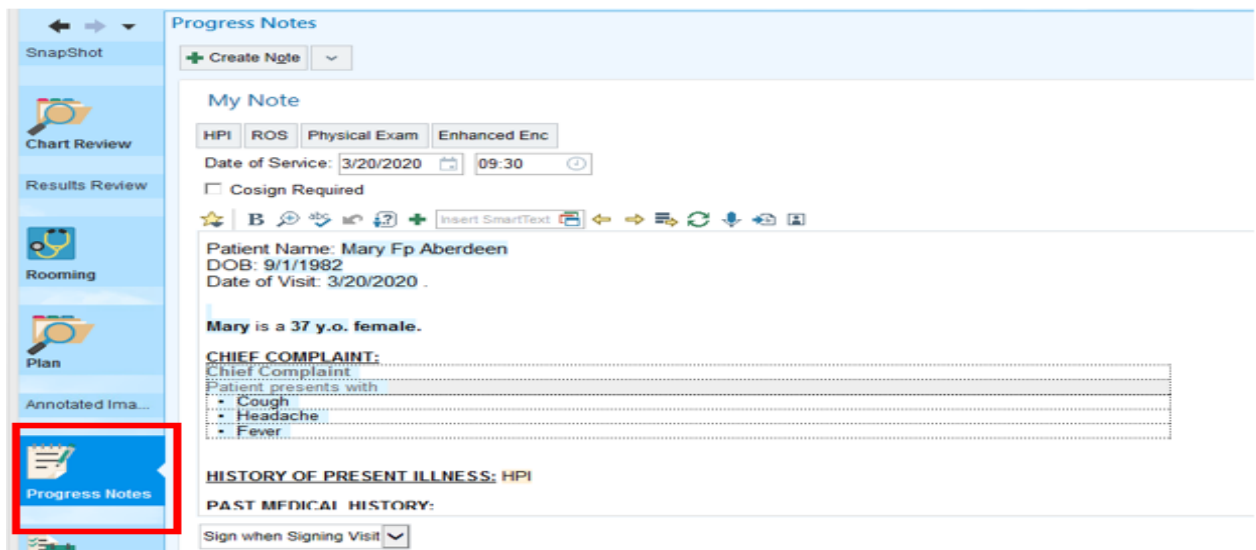 Progress Notes
SnapShot
Create Note
My Note
Chart Review
HPI ROS Physical Exam Enhanced Enc
Date of Service: 3/20/2020 09:30
Results Review
Cosign Required
B abc Insert SmartText
Patient Name: Mary Fp Aberdeen
DOB: 9/1/1982
Rooming
Date of Visit: 3/20/2020 .
Mary is a 37 y.o. female.
Plan
CHIEF COMPLAINT:
Chief Complaint
Patient presents with
Annotated Ima...
• Cough
• Headache
• Fever
HISTORY OF PRESENT ILLNESS: HPI
Progress Notes
PAST MEDICAL HISTORY:
Sign when Signing Visit